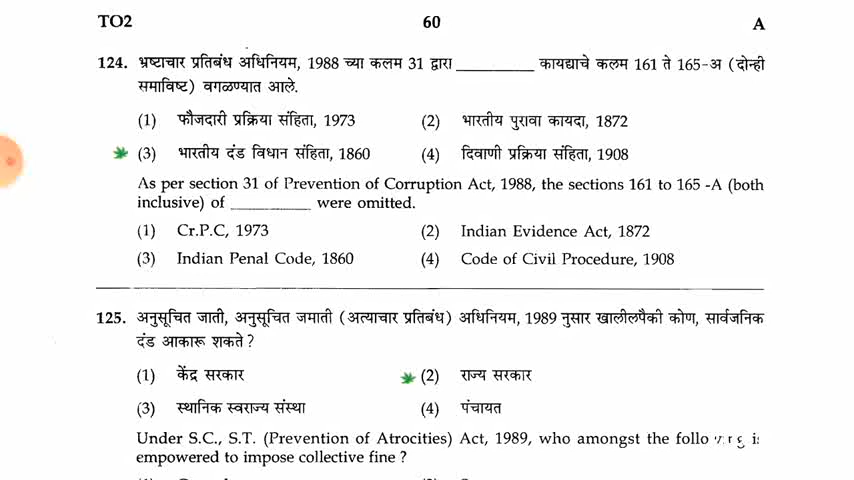 TO2 60 A
124. भ्रष्टाचार प्रतिबंध अधिनियम, 1988 च्या कलम 31 द्वारा __________ कायद्याचे कलम 161 ते 165-अ (दोन्ही
समाविष्ट) वगळण्यात आले.
(1) फौजदारी प्रक्रिया संहिता, 1973 (2) भारतीय पुरावा कायदा, 1872
(3) भारतीय दंड विधान संहिता, 1860 (4) दिवाणी प्रक्रिया संहिता, 1908
As per section 31 of Prevention of Corruption Act, 1988, the sections 161 to 165 -A (both
inclusive) of __________ were omitted.
(1) Cr.P.C, 1973 (2) Indian Evidence Act, 1872
(3) Indian Penal Code, 1860 (4) Code of Civil Procedure, 1908
125. अनुसूचित जाती, अनुसूचित जमाती (अत्याचार प्रतिबंध) अधिनियम, 1989 नुसार खालीलपैकी कोण, सार्वजनिक
दंड आकारू शकते ?
(1) केंद्र सरकार (2) राज्य सरकार
(3) स्थानिक स्वराज्य संस्था (4) पंचायत
Under S.C., S.T. (Prevention of Atrocities) Act, 1989, who amongst the
empowered to impose collective fine ?